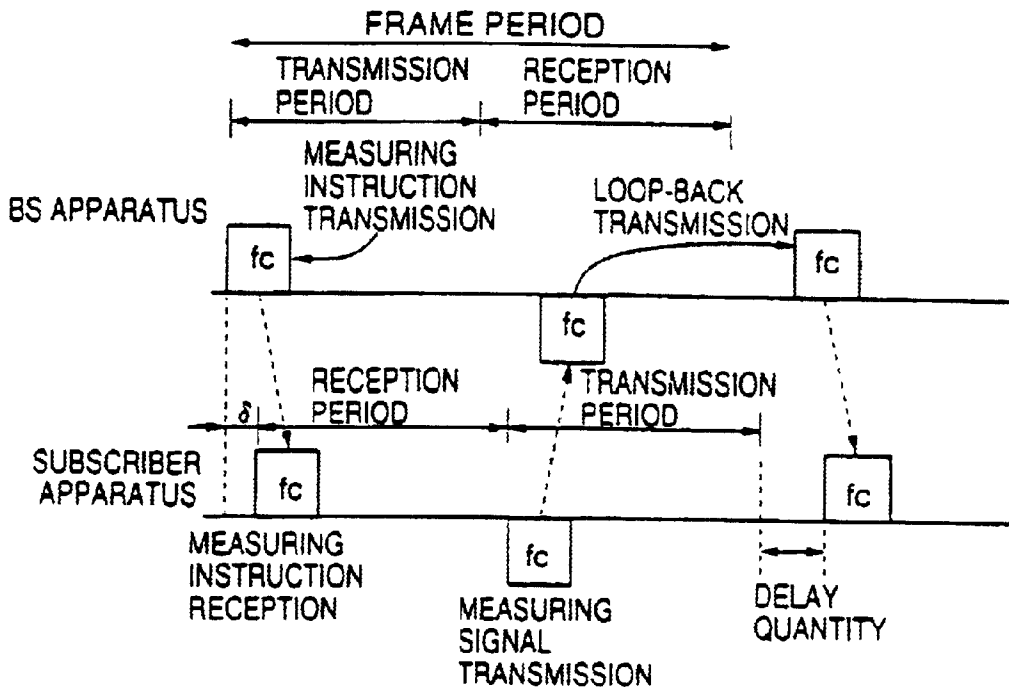 FRAME PERIOD
TRANSMISSION
PERIOD
RECEPTION
PERIOD
MEASURING
INSTRUCTION
TRANSMISSION
LOOP-BACK
TRANSMISSION
BS APPARATUS
fc
fc
fc
RECEPTION
PERIOD
TRANSMISSION
PERIOD
δ
SUBSCRIBER
APPARATUS
fc
fc
fc
MEASURING
INSTRUCTION
RECEPTION
MEASURING
SIGNAL
TRANSMISSION
DELAY
QUANTITY